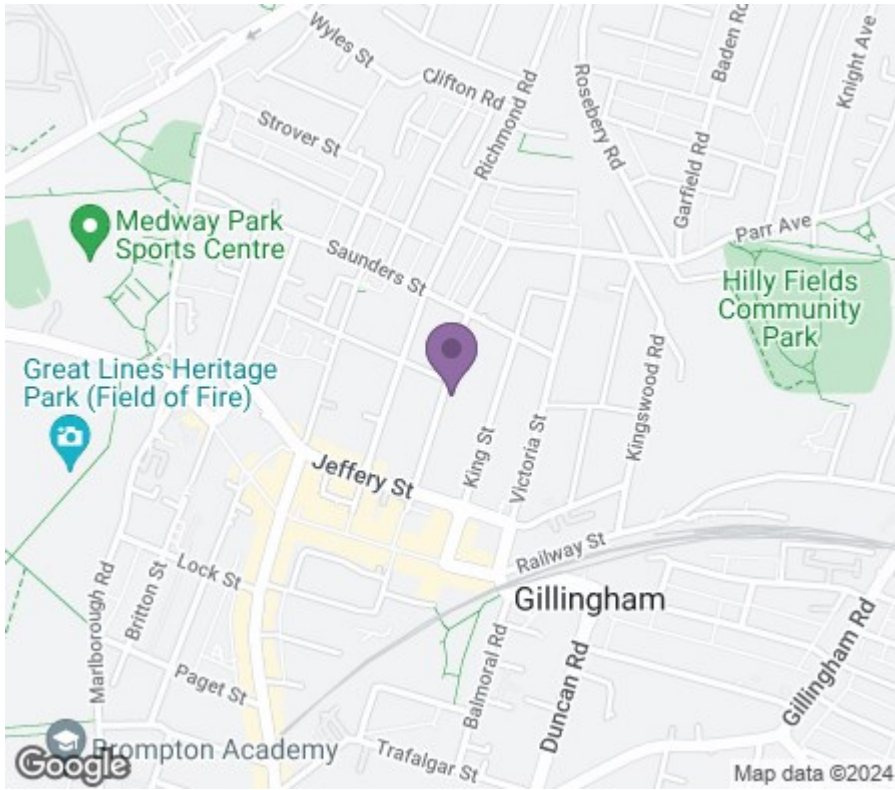 Wyles St
Clifton Rd
Richmond Rd
Rosebery Rd
Baden Rd
Knight Ave
Strover St
Garfield Rd
Parr Ave
Medway Park
Sports Centre
Saunders St
Hilly Fields
Community
Park
Great Lines Heritage
Park (Field of Fire)
Kingswood Rd
King St
Victoria St
Jeffery St
Railway St
Lock St
Gillingham
Marlborough Rd
Britton St
Balmoral Rd
Duncan Rd
Gillingham Rd
Paget St
Brompton Academy
Trafalgar St
Google
Map data ©2024